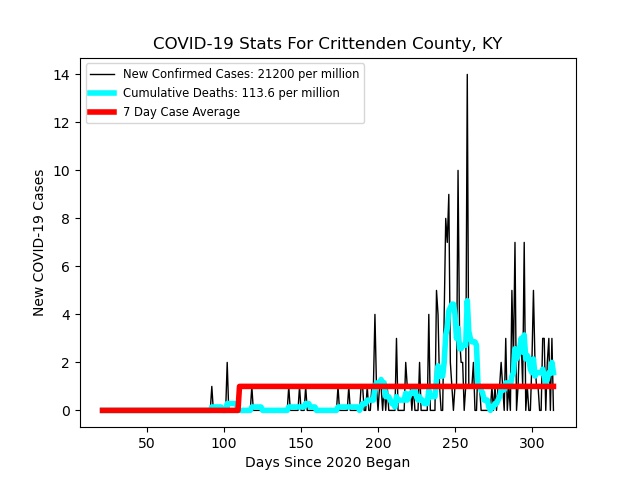 COVID-19 Stats For Crittenden County, KY
New Confirmed Cases: 21200 per million
Cumulative Deaths: 113.6 per million
7 Day Case Average
14
12
10
8
6
4
2
0
New COVID-19 Cases
50 100 150 200 250 300
Days Since 2020 Began